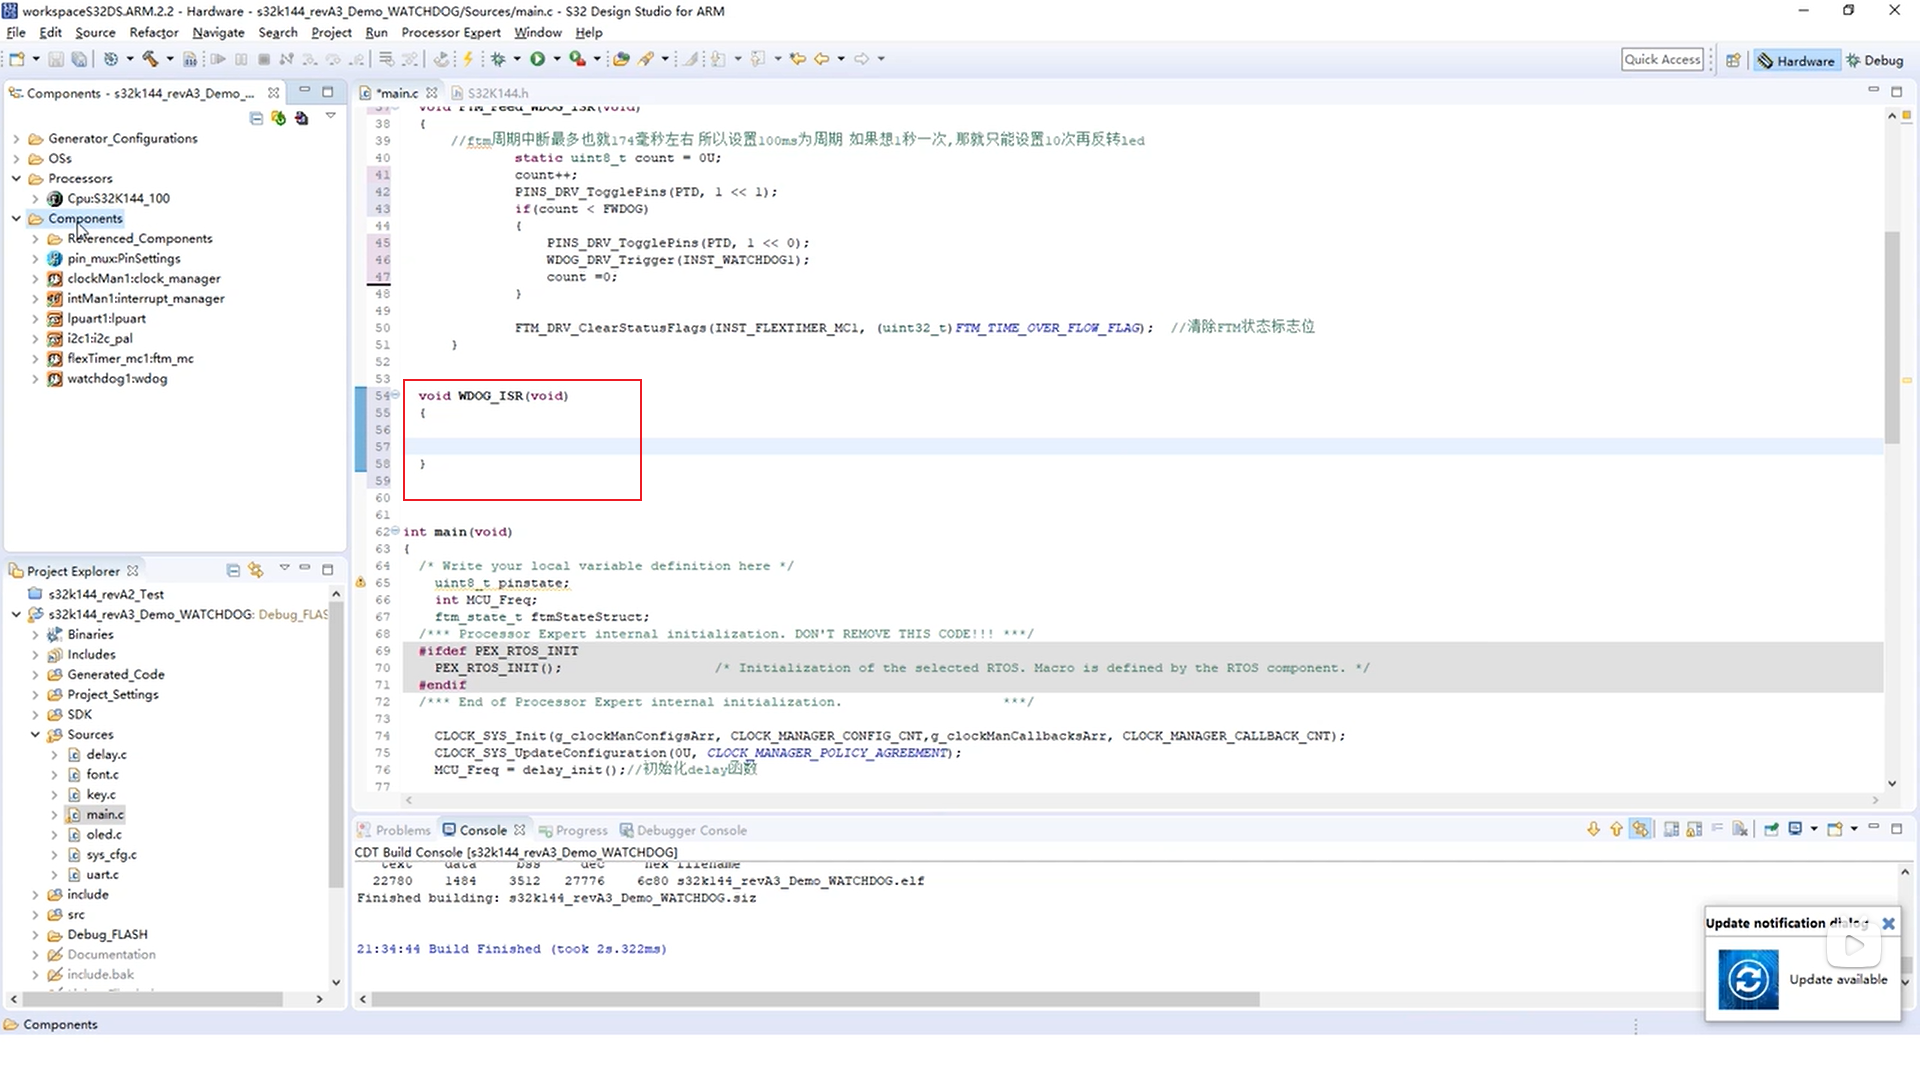 workspaceS32DS.ARM.2.2 - Hardware - s32k144_revA3_Demo_WATCHDOG/Sources/main.c - S32 Design Studio for ARM
File Edit Source Refactor Navigate Search Project Run Processor Expert Window Help
Quick Access Hardware Debug
Components - s32k144_revA3_Demo_...
Generator_Configurations
OSs
Processors
Cpu:S32K144_100
Components
Referenced_Components
pin_mux:PinSettings
clockMan1:clock_manager
intMan1:interrupt_manager
lpuart1:lpuart
i2c1:i2c_pal
flexTimer_mc1:ftm_mc
watchdog1:wdog
Project Explorer
s32k144_revA2_Test
s32k144_revA3_Demo_WATCHDOG: Debug_FLAS
Binaries
Includes
Generated_Code
Project_Settings
SDK
Sources
delay.c
font.c
key.c
main.c
oled.c
sys_cfg.c
uart.c
include
src
Debug_FLASH
Documentation
include.bak
*main.c S32K144.h
37 void FTM_Feed_WDOG_ISR(void)
38 {
39 //ftm周期中断最多也就174毫秒左右 所以设置100ms为周期 如果想1秒一次,那就只能设置10次再反转led
40 static uint8_t count = 0U;
41 count++;
42 PINS_DRV_TogglePins(PTD, 1 << 1);
43 if(count < FWDOG)
44 {
45 PINS_DRV_TogglePins(PTD, 1 << 0);
46 WDOG_DRV_Trigger(INST_WATCHDOG1);
47 count =0;
48 }
49
50 FTM_DRV_ClearStatusFlags(INST_FLEXTIMER_MC1, (uint32_t)FTM_TIME_OVER_FLOW_FLAG); //清除FTM状态标志位
51 }
52
53
54 void WDOG_ISR(void)
55 {
56
57
58 }
59
60
61
62 int main(void)
63 {
64 /* Write your local variable definition here */
65 uint8_t pinstate;
66 int MCU_Freq;
67 ftm_state_t ftmStateStruct;
68 /*** Processor Expert internal initialization. DON'T REMOVE THIS CODE!!! ***/
69 #ifdef PEX_RTOS_INIT
70 PEX_RTOS_INIT(); /* Initialization of the selected RTOS. Macro is defined by the RTOS component. */
71 #endif
72 /*** End of Processor Expert internal initialization. ***/
73
74 CLOCK_SYS_Init(g_clockManConfigsArr, CLOCK_MANAGER_CONFIG_CNT,g_clockManCallbacksArr, CLOCK_MANAGER_CALLBACK_CNT);
75 CLOCK_SYS_UpdateConfiguration(0U, CLOCK_MANAGER_POLICY_AGREEMENT);
76 MCU_Freq = delay_init();//初始化delay函数
77
Problems Console Progress Debugger Console
CDT Build Console [s32k144_revA3_Demo_WATCHDOG]
text data bss dec hex filename
22780 1484 3512 27776 6c80 s32k144_revA3_Demo_WATCHDOG.elf
Finished building: s32k144_revA3_Demo_WATCHDOG.siz
21:34:44 Build Finished (took 2s.322ms)
Update notification dialog
Update available
Components